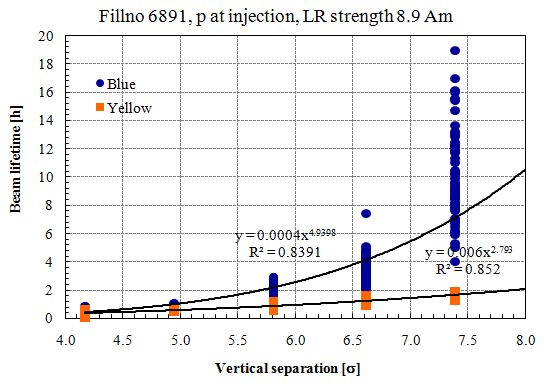 Fillno 6891, p at injection, LR strength 8.9 Am
20
18
16
14
12
10
8
6
4
2
0
Beam lifetime [h]
Blue
Yellow
y = 0.0004x^4.9398
R² = 0.8391
y = 0.006x^2.793
R² = 0.852
4.0 4.5 5.0 5.5 6.0 6.5 7.0 7.5 8.0
Vertical separation [σ]